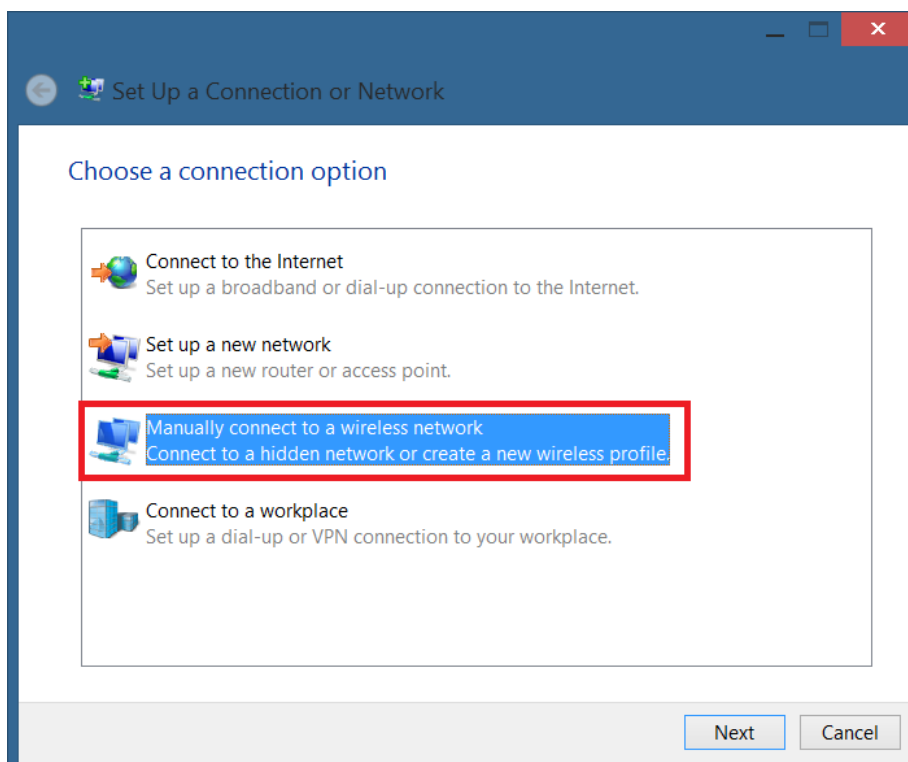 Set Up a Connection or Network
Choose a connection option
Connect to the Internet
Set up a broadband or dial-up connection to the Internet.
Set up a new network
Set up a new router or access point.
Manually connect to a wireless network
Connect to a hidden network or create a new wireless profile.
Connect to a workplace
Set up a dial-up or VPN connection to your workplace.
Next
Cancel